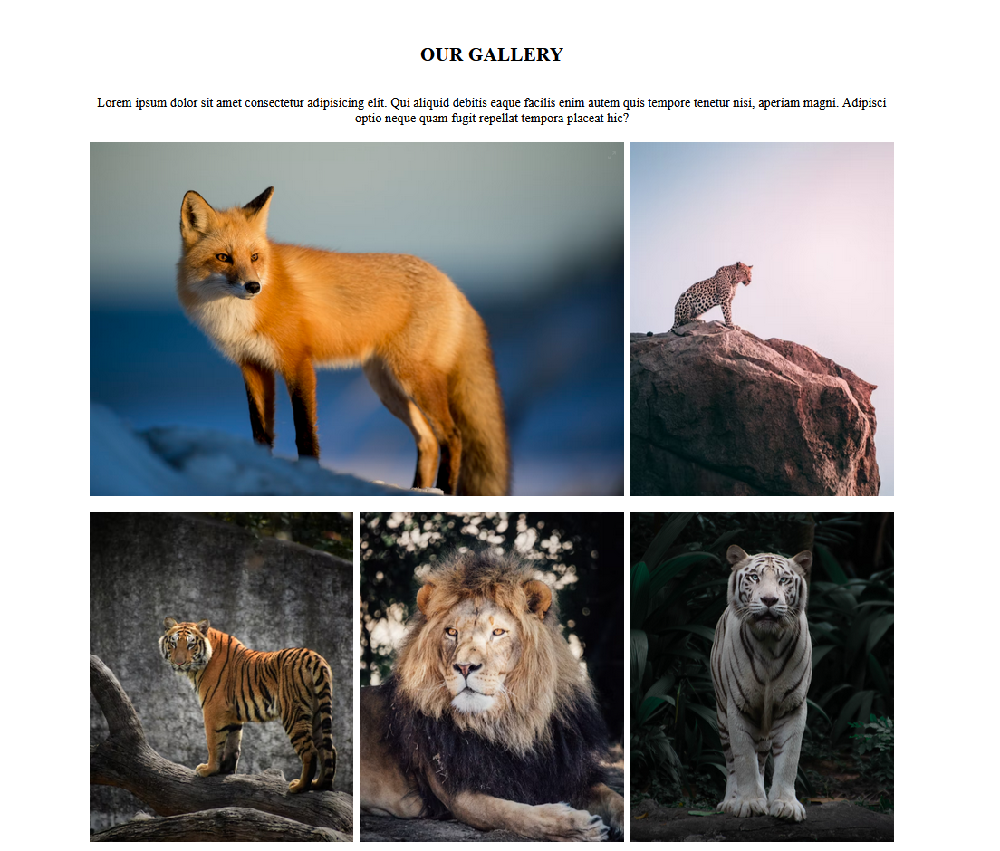 OUR GALLERY
Lorem ipsum dolor sit amet consectetur adipisicing elit. Qui aliquid debitis eaque facilis enim autem quis tempore tenetur nisi, aperiam magni. Adipisci
optio neque quam fugit repellat tempora placeat hic?